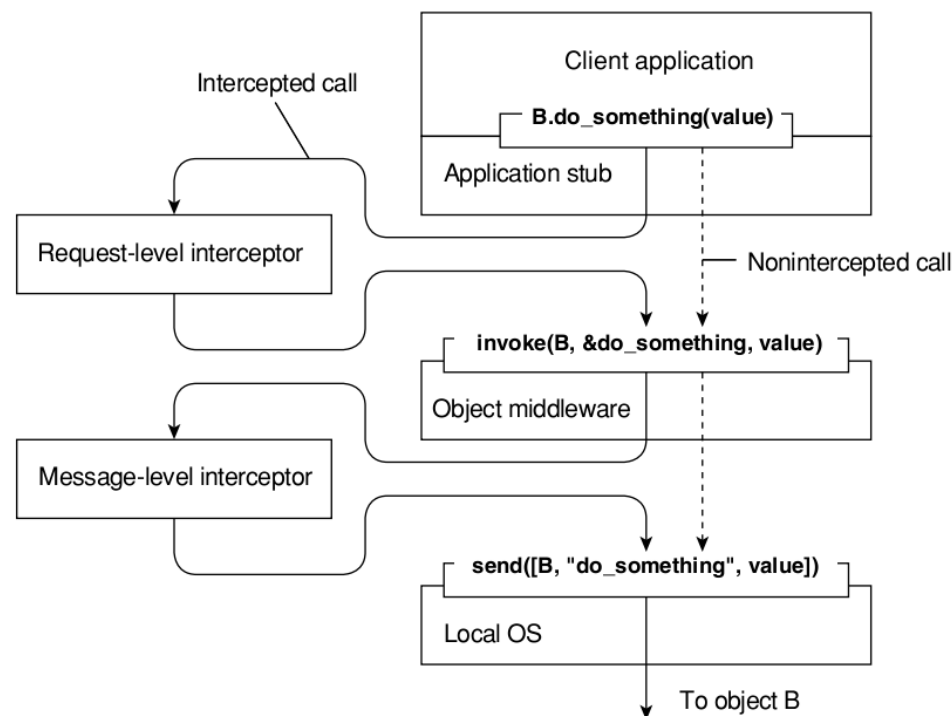 Client application
Intercepted call
B.do_something(value)
Application stub
Request-level interceptor
Nonintercepted call
invoke(B, &do_something, value)
Object middleware
Message-level interceptor
send([B, "do_something", value])
Local OS
To object B